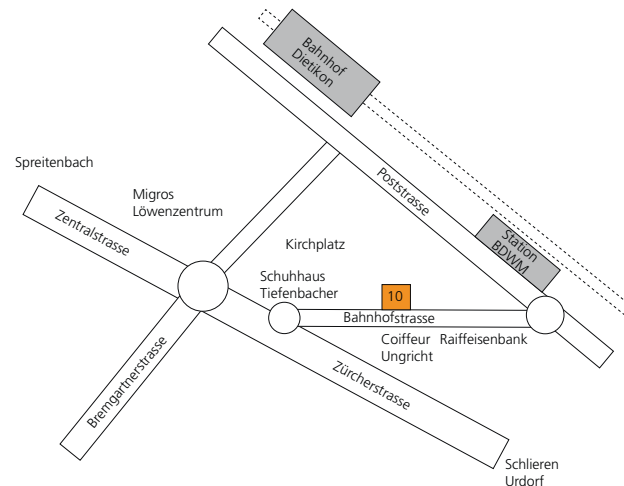 Bahnhof
Dietikon
Spreitenbach
Migros
Löwenzentrum
Poststrasse
Zentralstrasse
Station
BDWM
Kirchplatz
Schuhhaus
Tiefenbacher
10
Bahnhofstrasse
Coiffeur
Ungricht
Raiffeisenbank
Bremgartnerstrasse
Zürcherstrasse
Schlieren
Urdorf